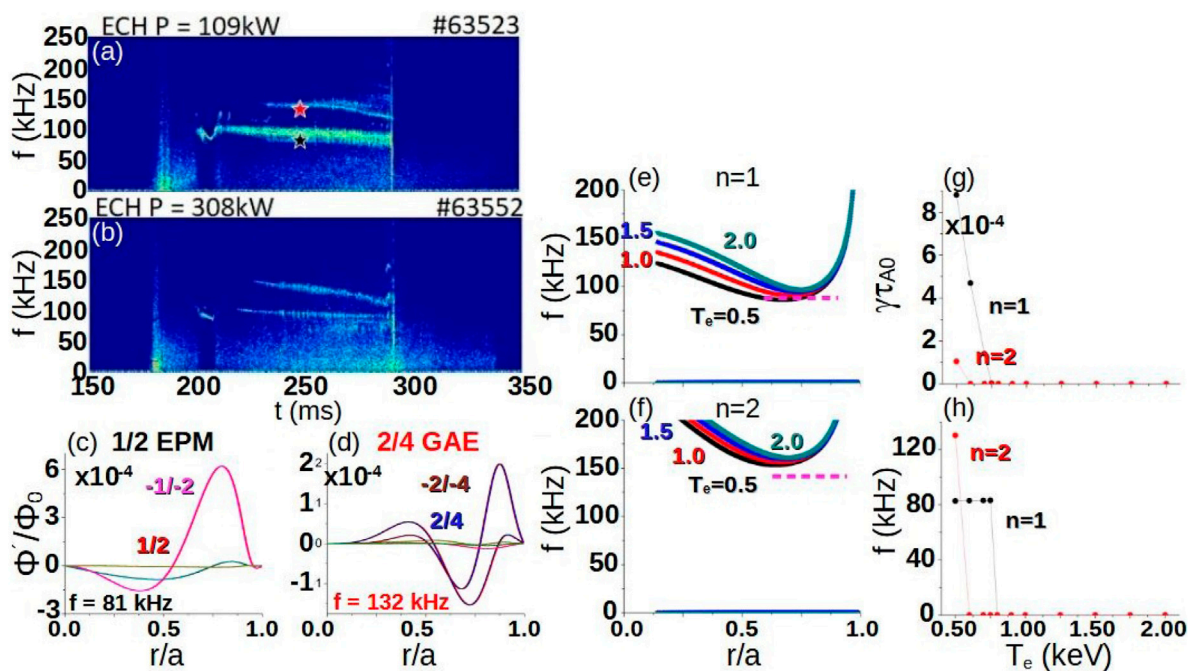 ECH P = 109kW #63523
(a)
250
200
150
100
50
0
f (kHz)
ECH P = 308kW #63552
(b)
250
200
150
100
50
0
f (kHz)
150 200 250 300 350
t (ms)
(c) 1/2 EPM
x10-4
6
3
0
-3
Φ´/Φ0
-1/-2
1/2
f = 81 kHz
0.0 0.5 1.0
r/a
(d) 2/4 GAE
x10-4
2
1
0
-1
-2/-4
2/4
f = 132 kHz
0.0 0.5 1.0
r/a
(e) n=1
200
150
100
50
0
f (kHz)
1.5
2.0
1.0
Te=0.5
(f) n=2
200
150
100
50
0
f (kHz)
1.5
2.0
1.0
Te=0.5
0.0 0.5 1.0
r/a
(g)
8
6
4
2
0
γτA0
x10-4
n=1
n=2
(h)
120
80
40
0
f (kHz)
n=2
n=1
0.50 1.00 2.00
Te (keV)